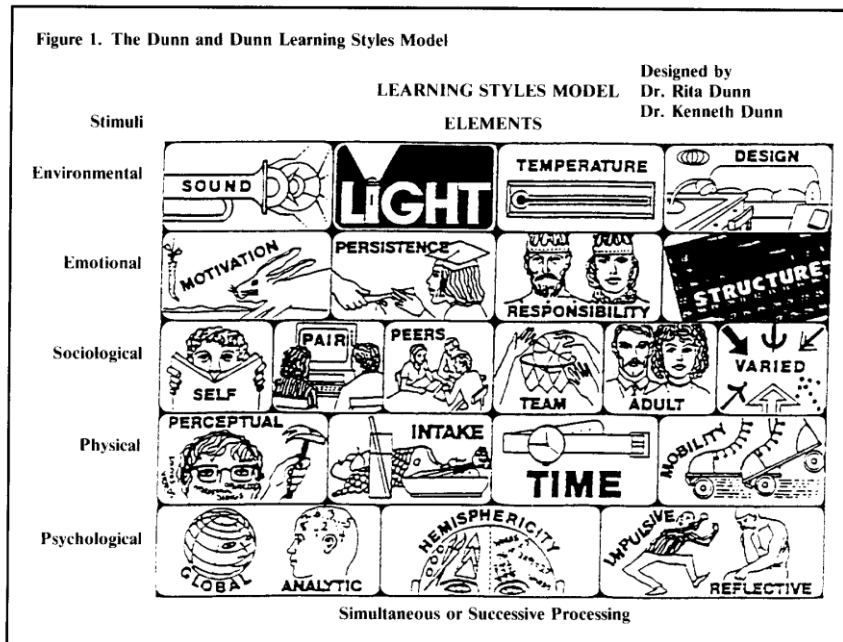 Figure 1. The Dunn and Dunn Learning Styles Model
LEARNING STYLES MODEL
Designed by
Dr. Rita Dunn
Dr. Kenneth Dunn
Stimuli
ELEMENTS
Environmental
SOUND
LIGHT
TEMPERATURE
DESIGN
Emotional
MOTIVATION
PERSISTENCE
RESPONSIBILITY
STRUCTURE
Sociological
SELF
PAIR
PEERS
TEAM
ADULT
VARIED
Physical
PERCEPTUAL
INTAKE
TIME
MOBILITY
Psychological
GLOBAL
ANALYTIC
HEMISPHERICITY
IMPULSIVE
REFLECTIVE
Simultaneous or Successive Processing